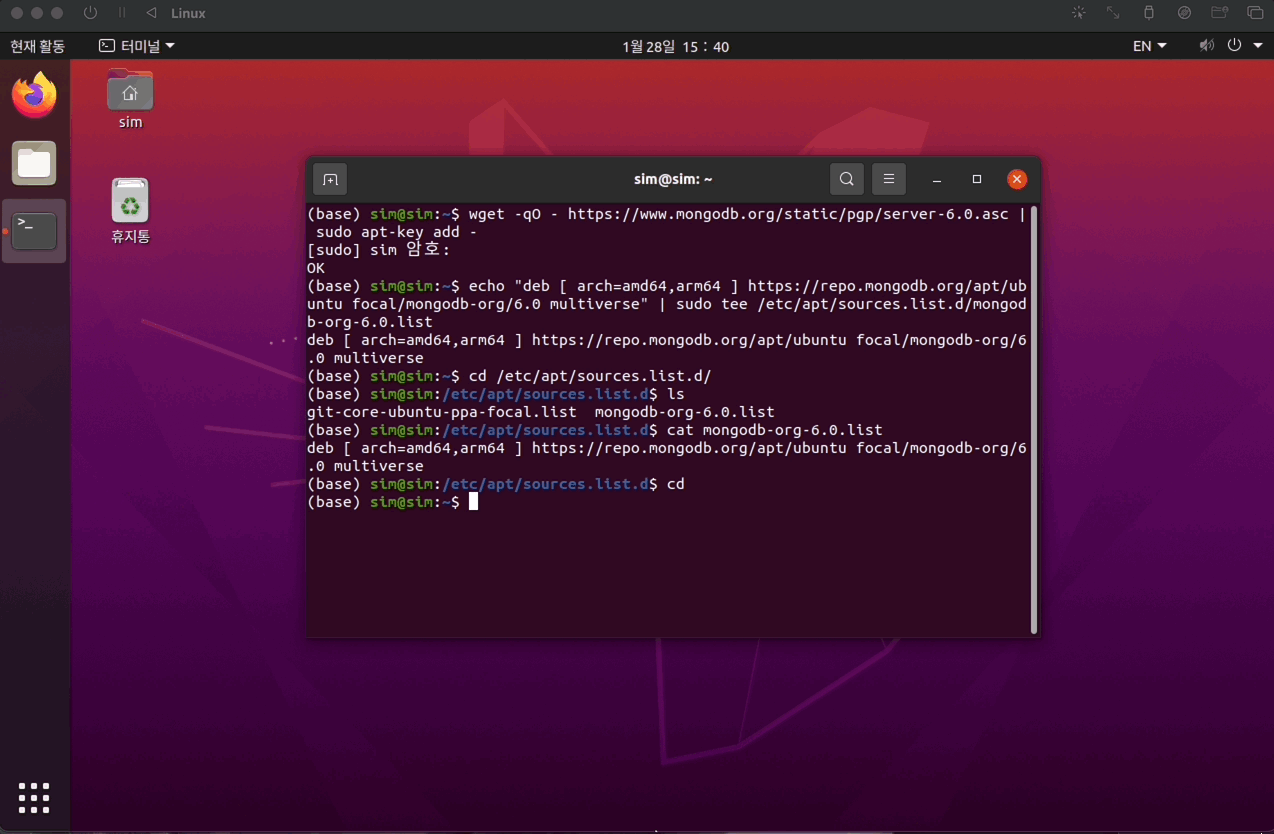 Linux
현재 활동
터미널
1월 28일 15 : 40
EN
sim
휴지통
sim@sim: ~
(base) sim@sim:~$ wget -qO - https://www.mongodb.org/static/pgp/server-6.0.asc |
 sudo apt-key add -
[sudo] sim 암호:
OK
(base) sim@sim:~$ echo "deb [ arch=amd64,arm64 ] https://repo.mongodb.org/apt/ub
untu focal/mongodb-org/6.0 multiverse" | sudo tee /etc/apt/sources.list.d/mongod
b-org-6.0.list
deb [ arch=amd64,arm64 ] https://repo.mongodb.org/apt/ubuntu focal/mongodb-org/6
.0 multiverse
(base) sim@sim:~$ cd /etc/apt/sources.list.d/
(base) sim@sim:/etc/apt/sources.list.d$ ls
git-core-ubuntu-ppa-focal.list  mongodb-org-6.0.list
(base) sim@sim:/etc/apt/sources.list.d$ cat mongodb-org-6.0.list
deb [ arch=amd64,arm64 ] https://repo.mongodb.org/apt/ubuntu focal/mongodb-org/6
.0 multiverse
(base) sim@sim:/etc/apt/sources.list.d$ cd
(base) sim@sim:~$